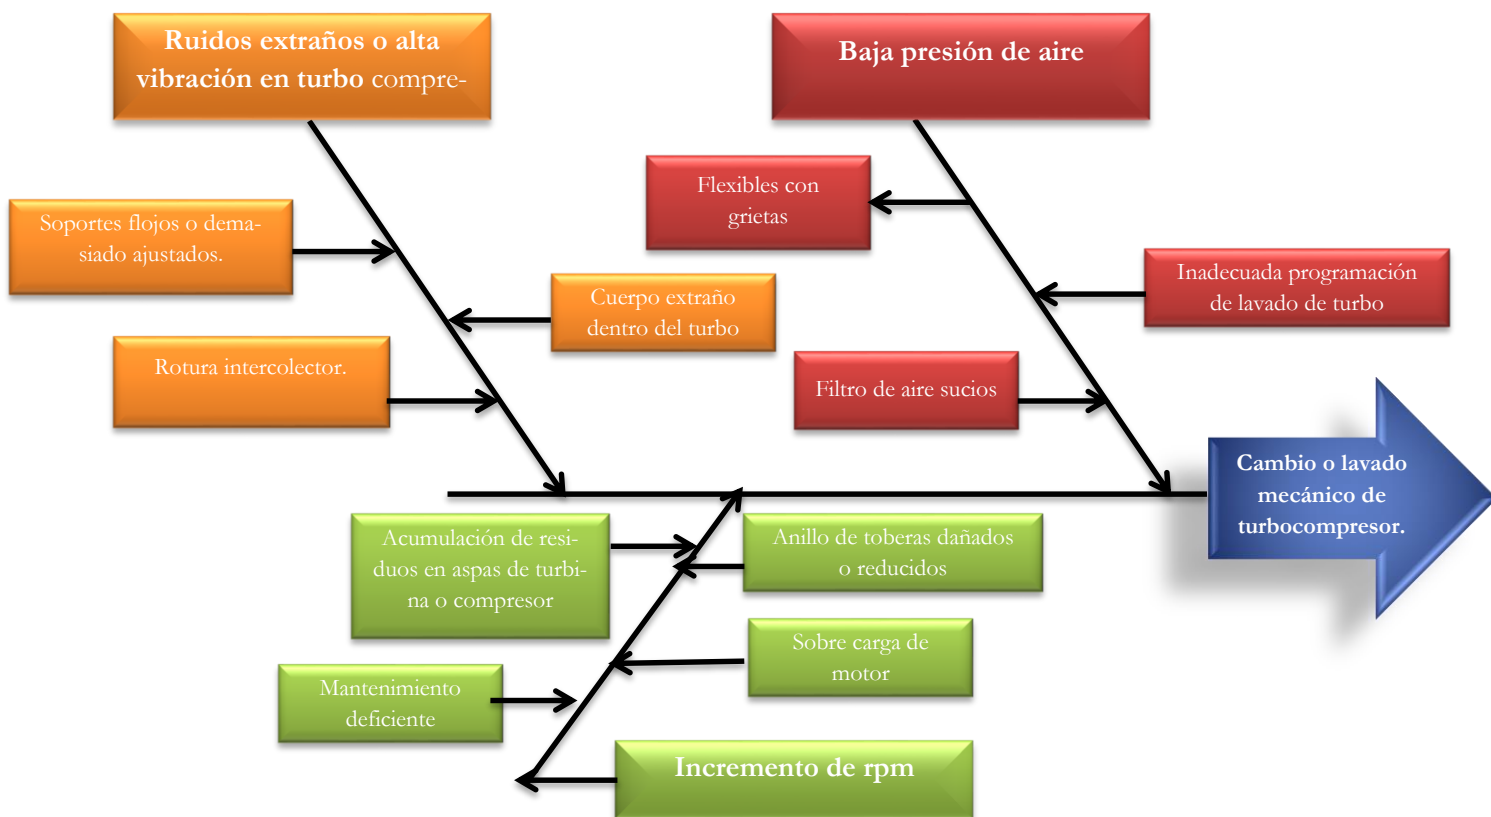 Ruidos extraños o alta
vibración en turbo compre-
Baja presión de aire
Flexibles con
grietas
Soportes flojos o dema-
siado ajustados.
Inadecuada programación
de lavado de turbo
Cuerpo extraño
dentro del turbo
Rotura intercolector.
Filtro de aire sucios
Cambio o lavado
mecánico de
turbocompresor.
Acumulación de resi-
duos en aspas de turbi-
na o compresor
Anillo de toberas dañados
o reducidos
Sobre carga de
motor
Mantenimiento
deficiente
Incremento de rpm